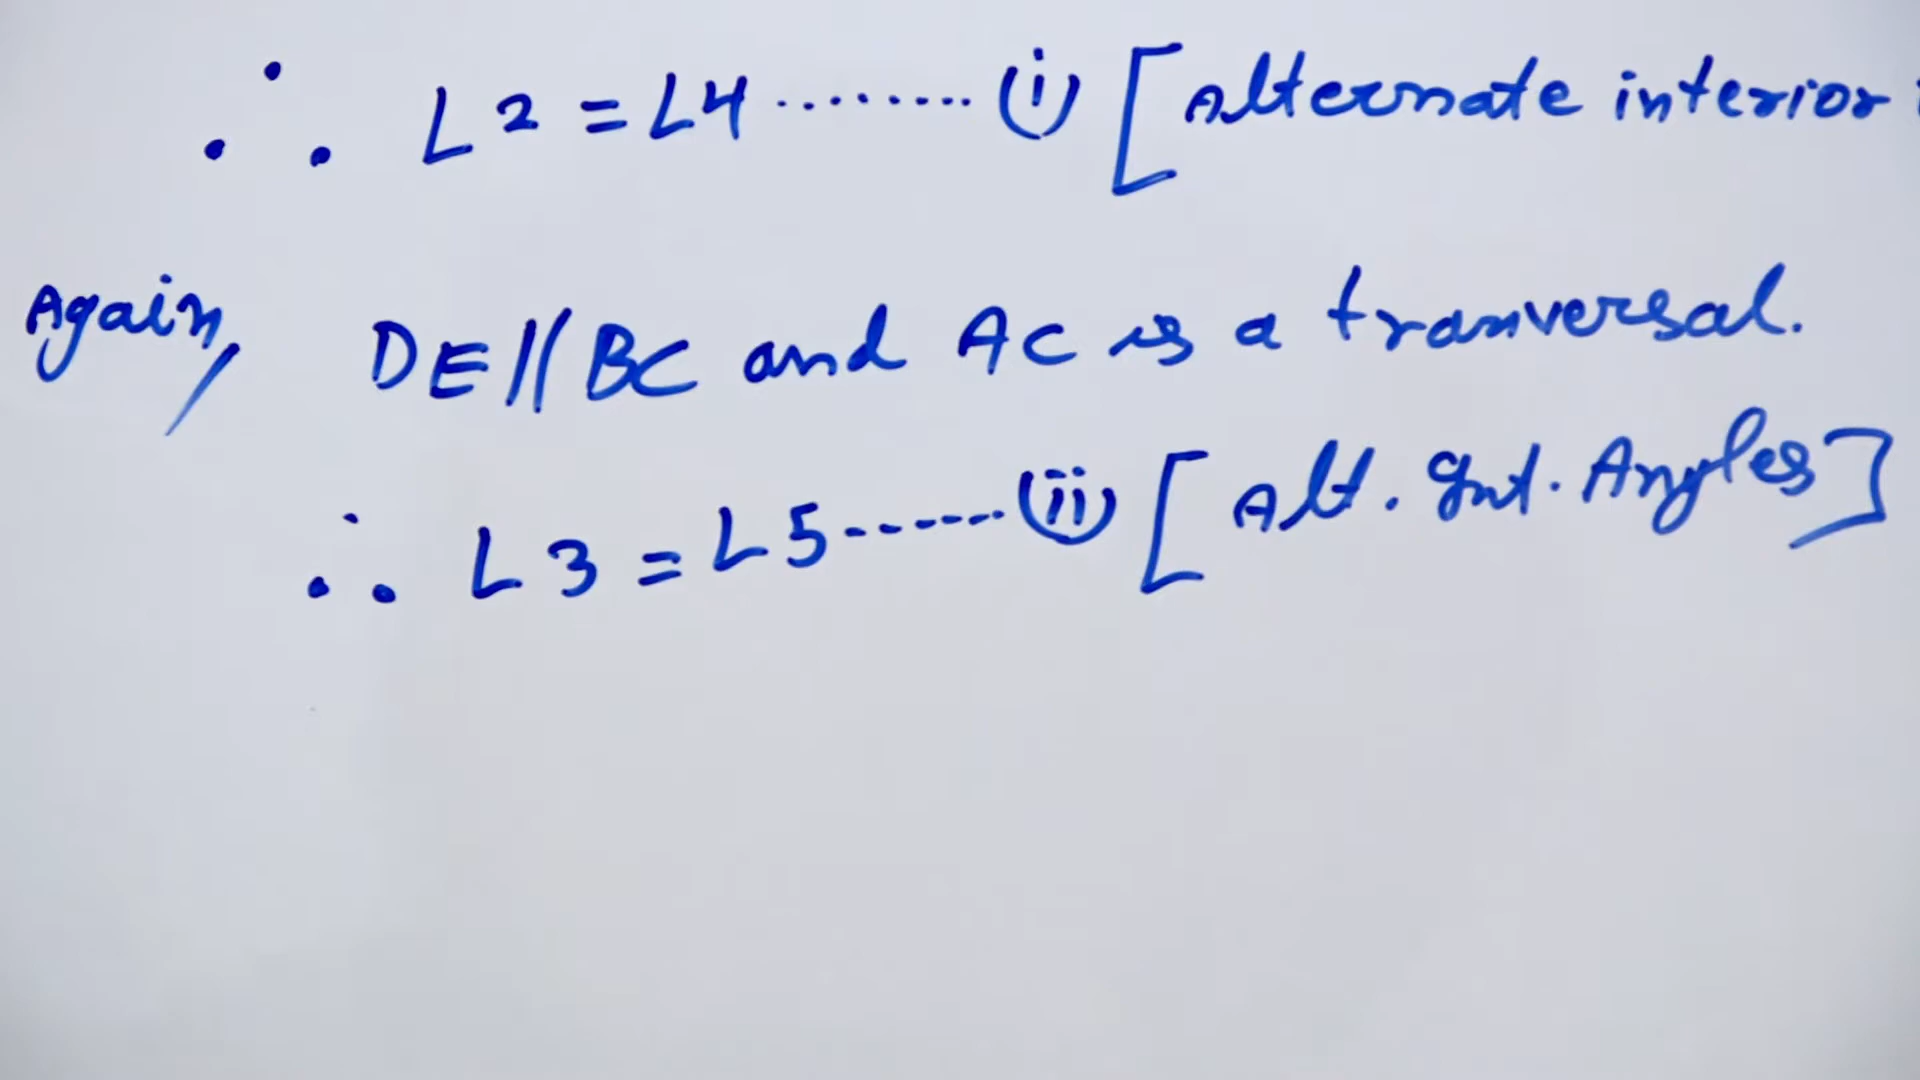 ∴ ∠2 = ∠4 ........ (i) [Alternate interior
Again, DE || BC and AC is a tranversal.
∴ ∠3 = ∠5 ------ (ii) [Alt. Int. Angles]